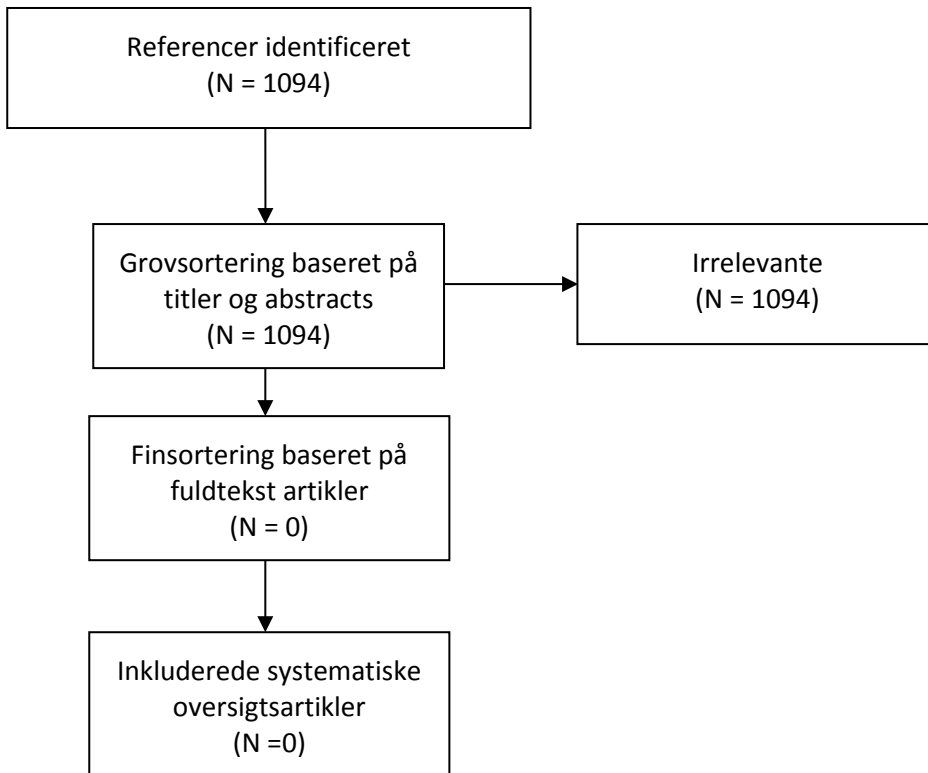 Referencer identificeret
(N = 1094)
Grovsortering baseret på
titler og abstracts
(N = 1094)
Irrelevante
(N = 1094)
Finsortering baseret på
fuldtekst artikler
(N = 0)
Inkluderede systematiske
oversigtsartikler
(N =0)